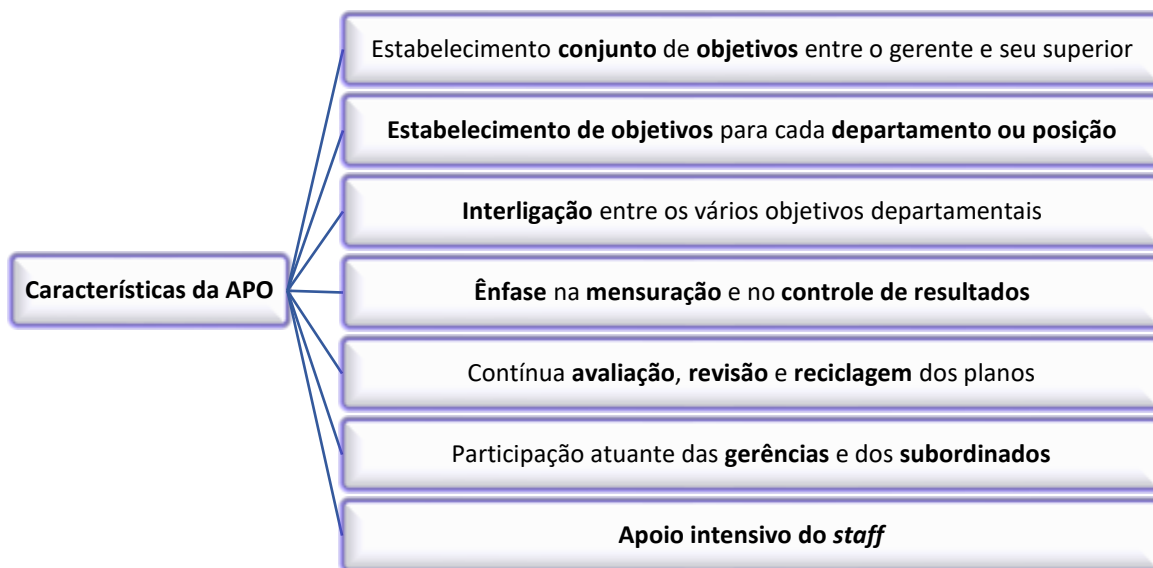 Estabelecimento conjunto de objetivos entre o gerente e seu superior
Estabelecimento de objetivos para cada departamento ou posição
Interligação entre os vários objetivos departamentais
Características da APO
Ênfase na mensuração e no controle de resultados
Contínua avaliação, revisão e reciclagem dos planos
Participação atuante das gerências e dos subordinados
Apoio intensivo do staff